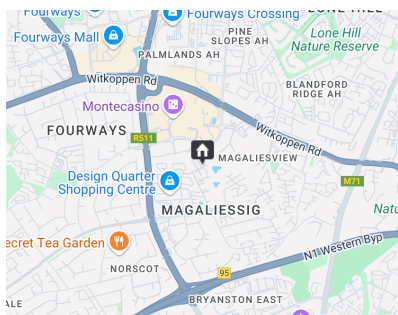 Fourways
Fourways Crossing
LONE HILL
Fourways Mall
PINE
SLOPES AH
Lone Hill
Nature Reserve
PALMLANDS AH
Witkoppen Rd
BLANDFORD
RIDGE AH
Montecasino
FOURWAYS
R511
Witkoppen Rd
MAGALIESVIEW
Design Quarter
Shopping Centre
M71
MAGALIESSIG
Natu
ecret Tea Garden
N1 Western Byp
NORSCOT
95
ALE
BRYANSTON EAST